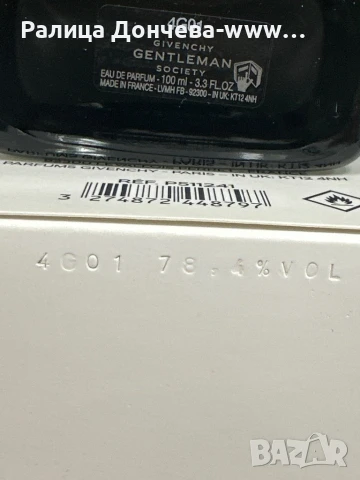 Ралица Дончева-www...
4G01
GIVENCHY
GENTLEMAN
SOCIETY
EAU DE PARFUM - 100 ml - 3.3 FL.OZ
MADE IN FRANCE - LVMH FB - 92300 - IN UK: KT12 4NH
PARFUMS GIVENCHY - PARIS - IN UK: KT12 4NH
RÉF. P011241
3 274872 448797
4G01 78.4%VOL
BAZAR